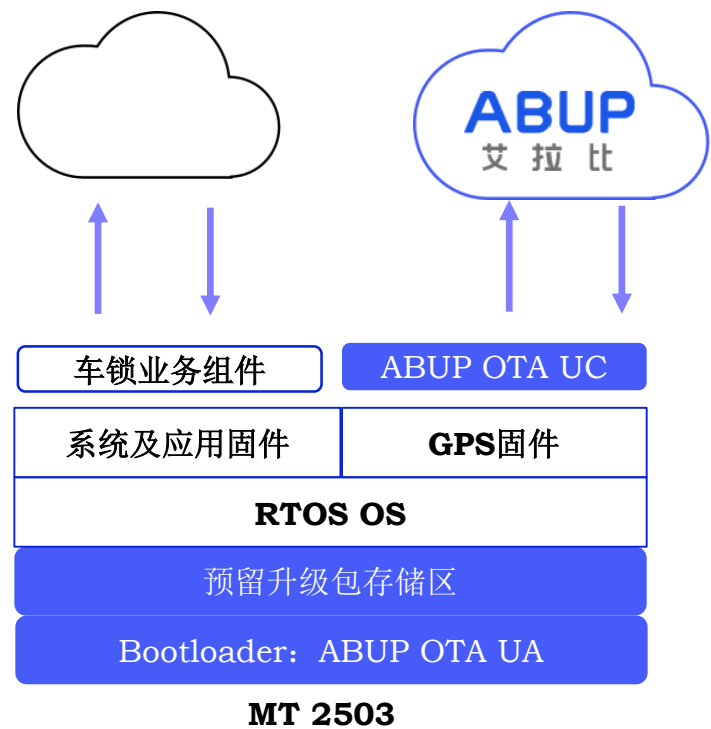 ABUP
艾拉比
车锁业务组件
ABUP OTA UC
系统及应用固件
GPS固件
RTOS OS
预留升级包存储区
Bootloader：ABUP OTA UA
MT 2503